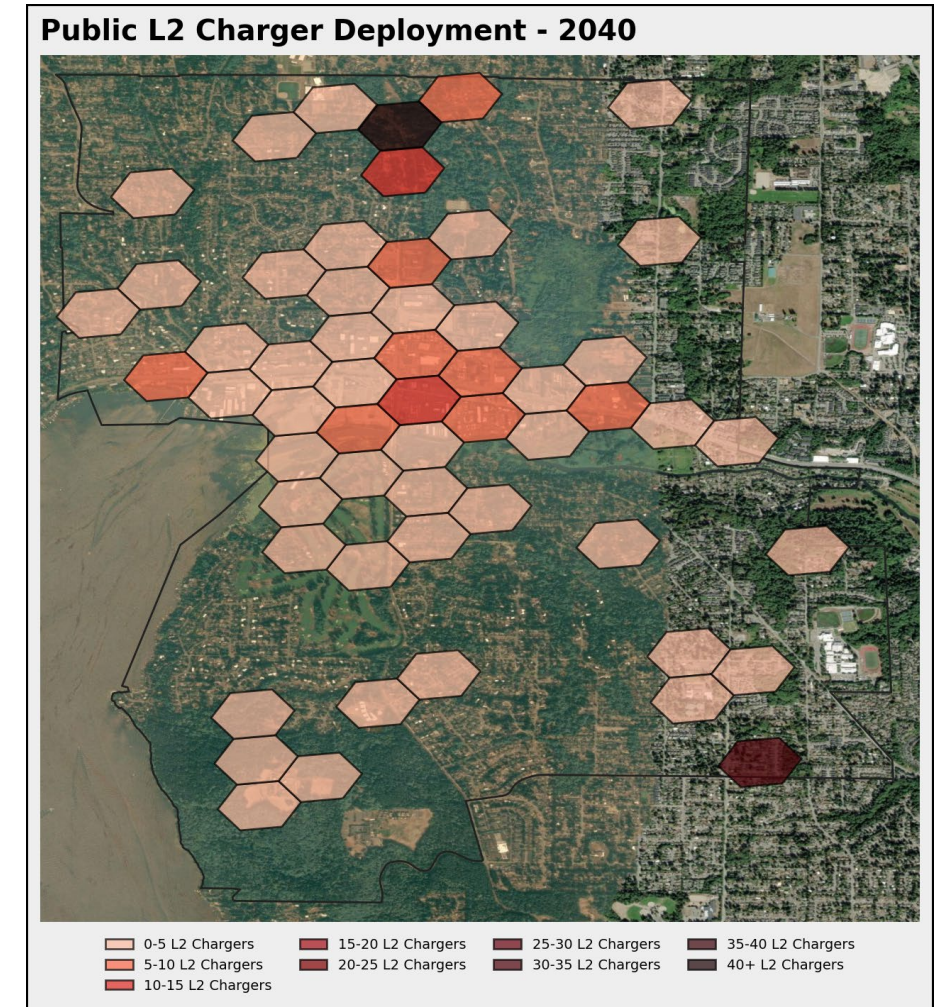 Public L2 Charger Deployment - 2040
0-5 L2 Chargers
5-10 L2 Chargers
10-15 L2 Chargers
15-20 L2 Chargers
20-25 L2 Chargers
25-30 L2 Chargers
30-35 L2 Chargers
35-40 L2 Chargers
40+ L2 Chargers